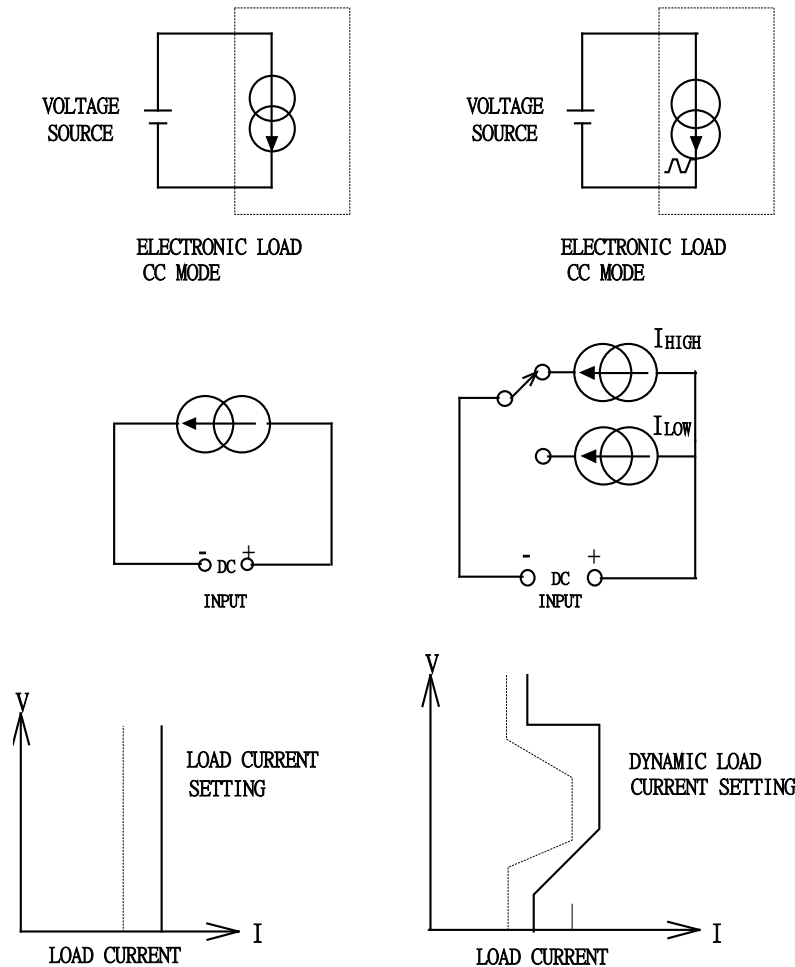 VOLTAGE
SOURCE
ELECTRONIC LOAD
CC MODE
VOLTAGE
SOURCE
ELECTRONIC LOAD
CC MODE
- +
DC
INPUT
IHIGH
ILOW
- +
DC
INPUT
V
LOAD CURRENT
SETTING
I
LOAD CURRENT
V
DYNAMIC LOAD
CURRENT SETTING
I
LOAD CURRENT